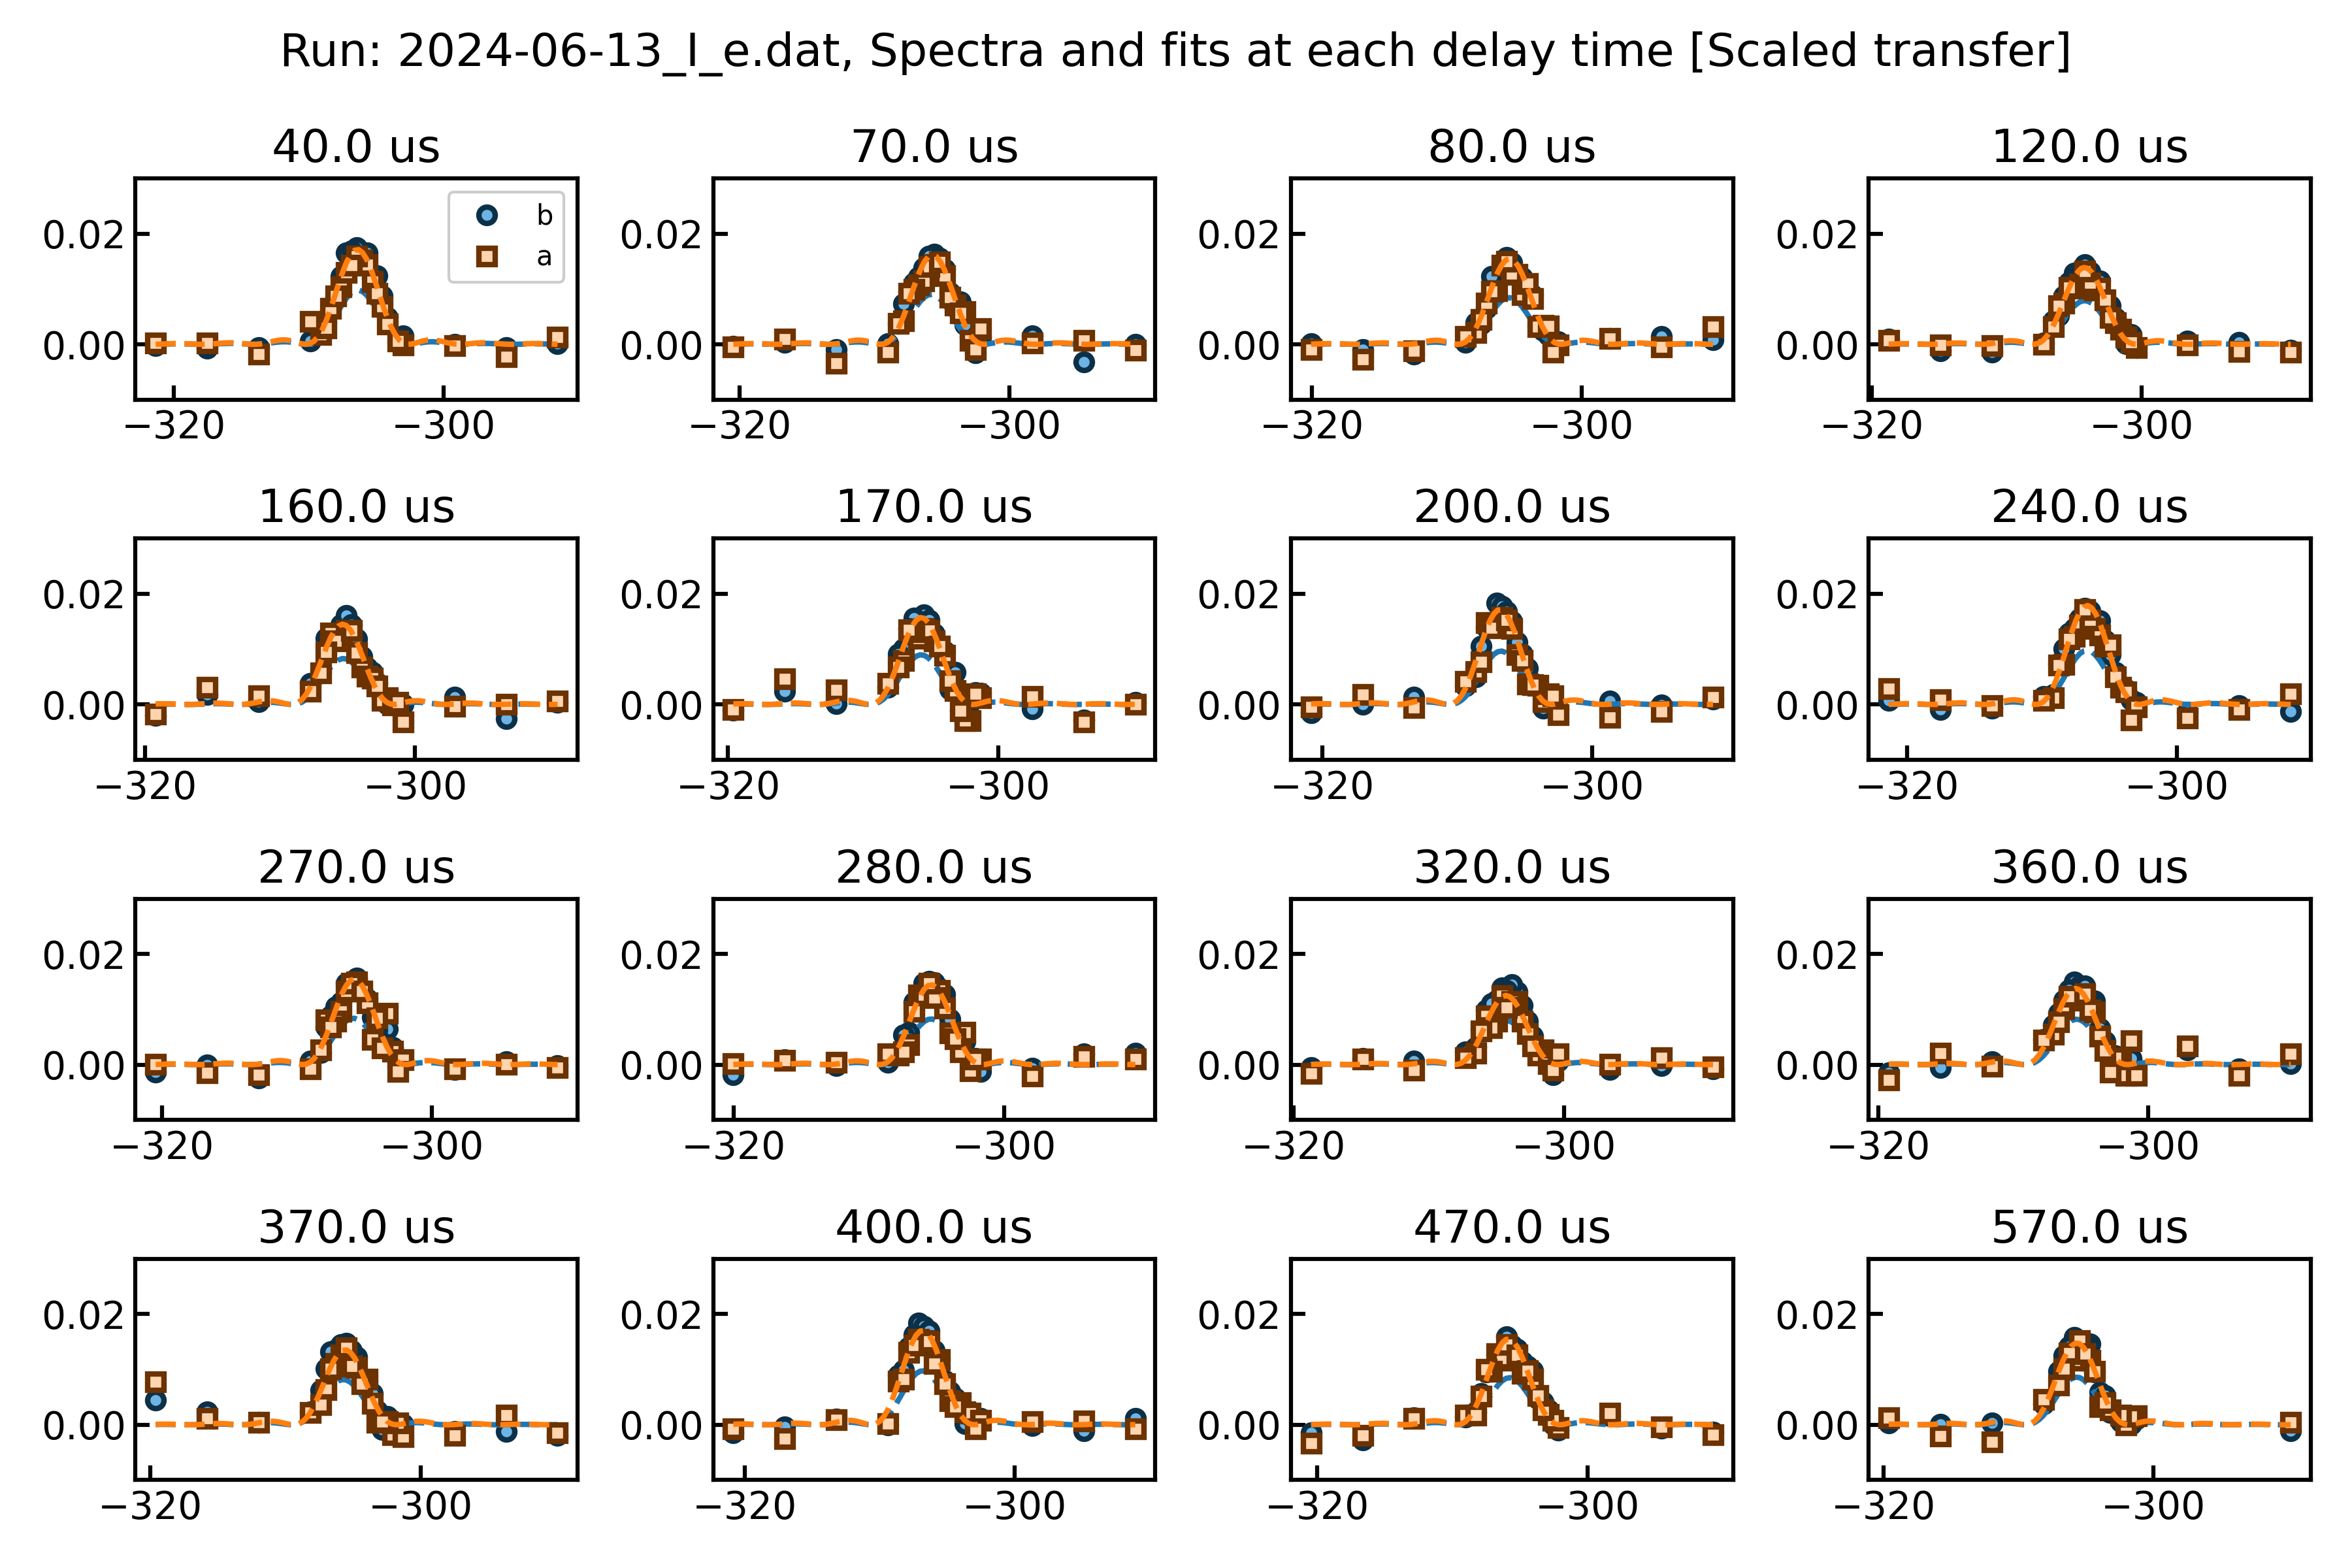 Run: 2024-06-13_I_e.dat, Spectra and fits at each delay time [Scaled transfer]
40.0 us 70.0 us 80.0 us 120.0 us
b
a
0.02 0.02 0.02 0.02
0.00 0.00 0.00 0.00
−320 −300 −320 −300 −320 −300 −320 −300
160.0 us 170.0 us 200.0 us 240.0 us
0.02 0.02 0.02 0.02
0.00 0.00 0.00 0.00
−320 −300 −320 −300 −320 −300 −320 −300
270.0 us 280.0 us 320.0 us 360.0 us
0.02 0.02 0.02 0.02
0.00 0.00 0.00 0.00
−320 −300 −320 −300 −320 −300 −320 −300
370.0 us 400.0 us 470.0 us 570.0 us
0.02 0.02 0.02 0.02
0.00 0.00 0.00 0.00
−320 −300 −320 −300 −320 −300 −320 −300